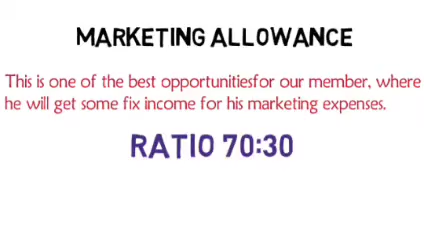 MARKETING ALLOWANCE
This is one of the best opportunitiesfor our member, where
he will get some fix income for his marketing expenses.
RATIO 70:30